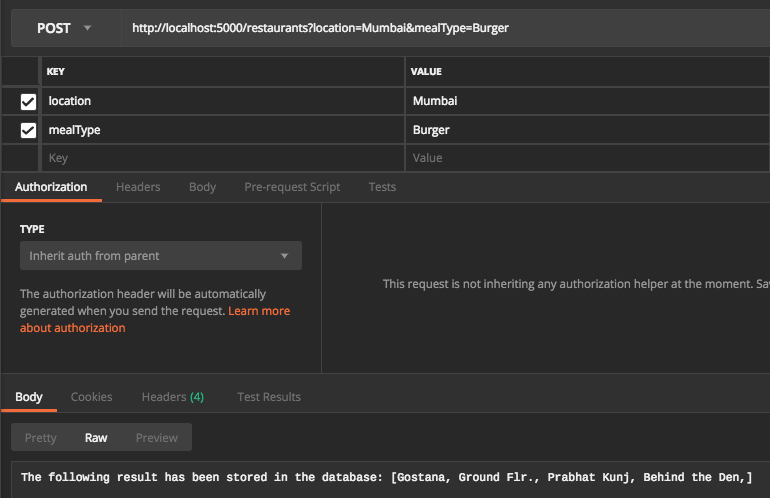 POST http://localhost:5000/restaurants?location=Mumbai&mealType=Burger
KEY VALUE
location Mumbai
mealType Burger
Key Value
Authorization Headers Body Pre-request Script Tests
TYPE
Inherit auth from parent
The authorization header will be automatically
generated when you send the request. Learn more
about authorization
This request is not inheriting any authorization helper at the moment. Sav
Body Cookies Headers (4) Test Results
Pretty Raw Preview
The following result has been stored in the database: [Gostana, Ground Flr., Prabhat Kunj, Behind the Den,]